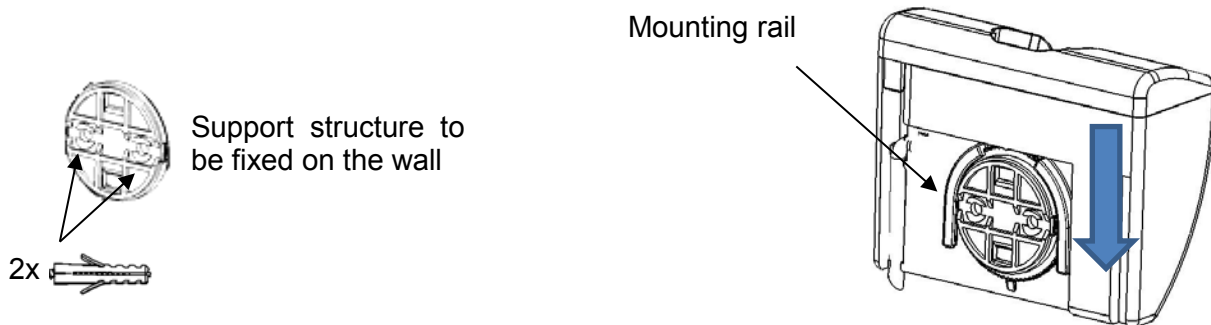 Mounting rail
Support structure to
be fixed on the wall
2x